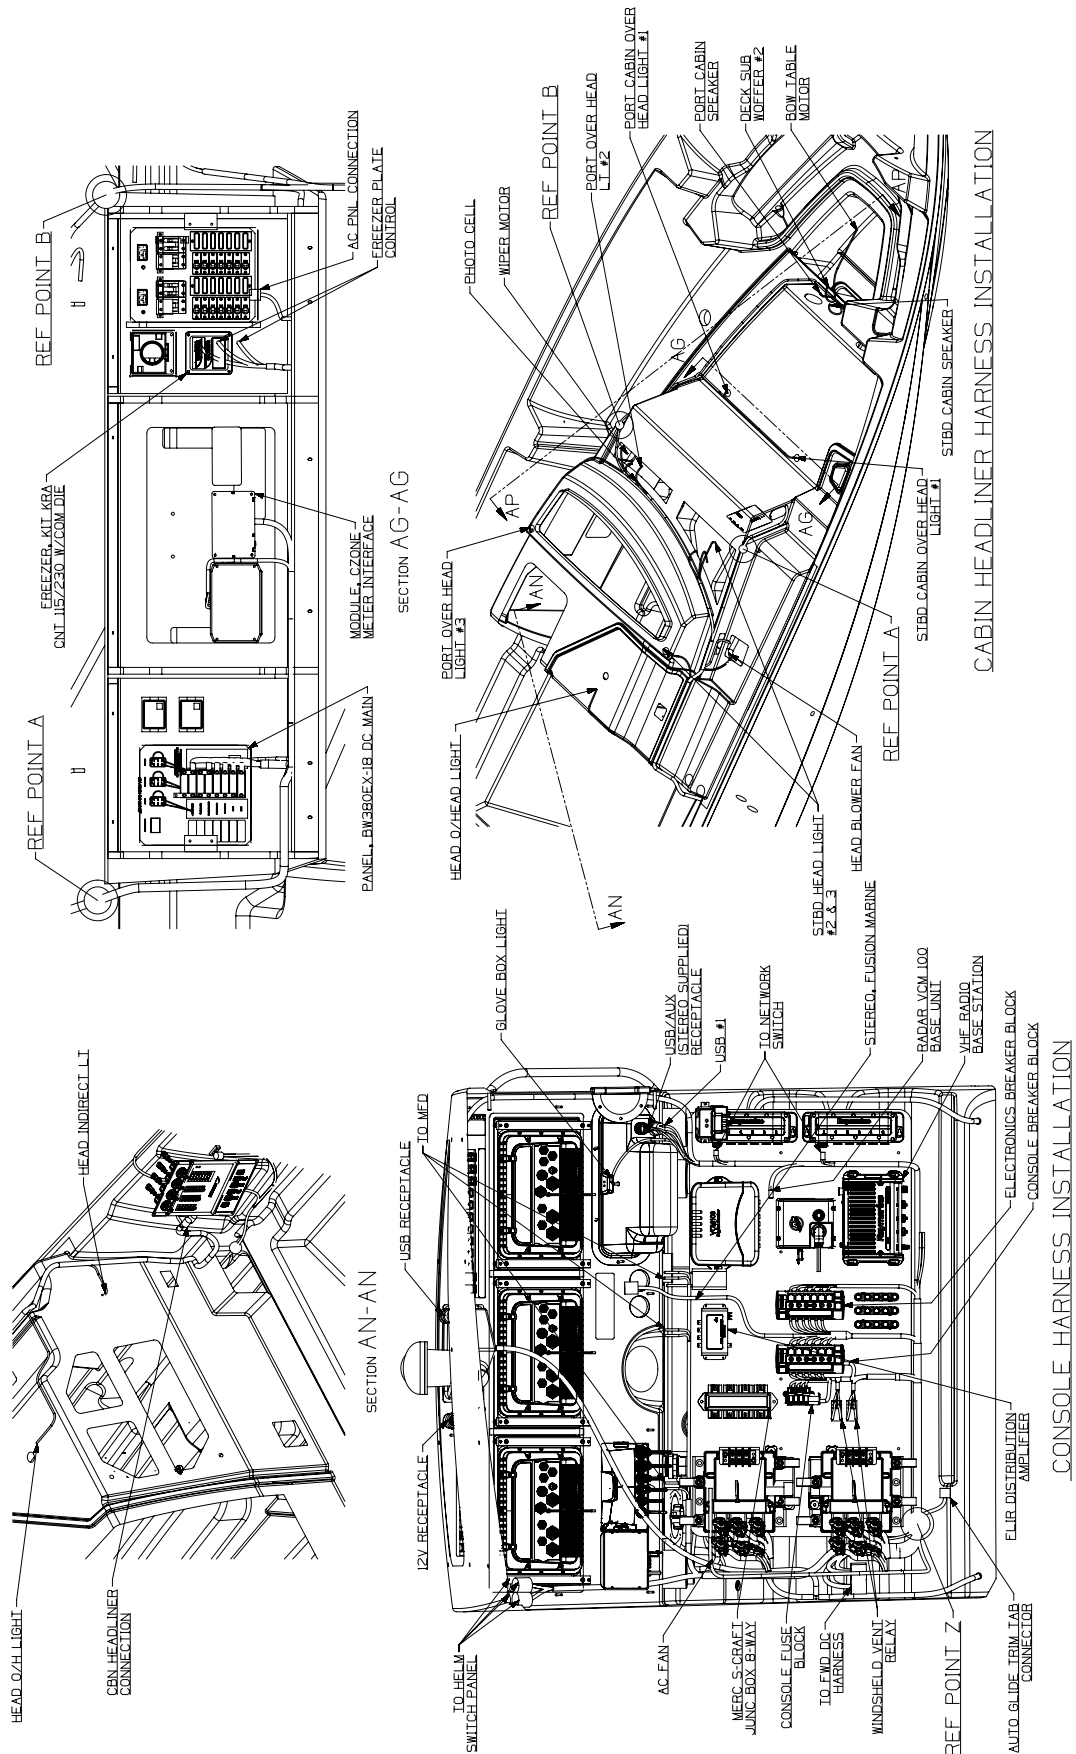 HEAD O/H LIGHT
HEAD INDIRECT LT
CBN HEADLINER
CONNECTION
SECTION AN-AN
REF POINT A
REF POINT B
FREEZER, KIT KRA
CNT 115/230 W/COM DIE
AC PNL CONNECTION
FREEZER PLATE
CONTROL
MODULE, CZONE
METER INTERFACE
PANEL, BW380EX-18 DC MAIN
SECTION AG-AG
12V RECEPTACLE
USB RECEPTACLE
TO MFD
GLOVE BOX LIGHT
TO HELM
SWITCH PANEL
USB/AUX
(STEREO SUPPLIED)
RECEPTACLE
USB #1
TO NETWORK
SWITCH
STEREO, FUSION MARINE
RADAR VCM 100
BASE UNIT
VHF RADIO
BASE STATION
ELECTRONICS BREAKER BLOCK
CONSOLE BREAKER BLOCK
AC FAN
MERC S-CRAFT
JUNC BOX 8-WAY
CONSOLE FUSE
BLOCK
TO FWD DC
HARNESS
WINDSHIELD VENT
RELAY
REF POINT Z
AUTO GLIDE TRIM TAB
CONNECTOR
FLIR DISTRIBUTION
AMPLIFIER
CONSOLE HARNESS INSTALLATION
PORT OVER HEAD
LIGHT #3
PHOTO CELL
WIPER MOTOR
REF POINT B
PORT OVER HEAD
LT #2
PORT CABIN OVER
HEAD LIGHT #1
PORT CABIN
SPEAKER
DECK SUB
WOFFER #2
BOW TABLE
MOTOR
AP
AN
AG
AP
HEAD O/HEAD LIGHT
AN
AG
STBD HEAD LIGHT
#2 & 3
HEAD BLOWER FAN
REF POINT A
STBD CABIN OVER HEAD
LIGHT #1
STBD CABIN SPEAKER
CABIN HEADLINER HARNESS INSTALLATION